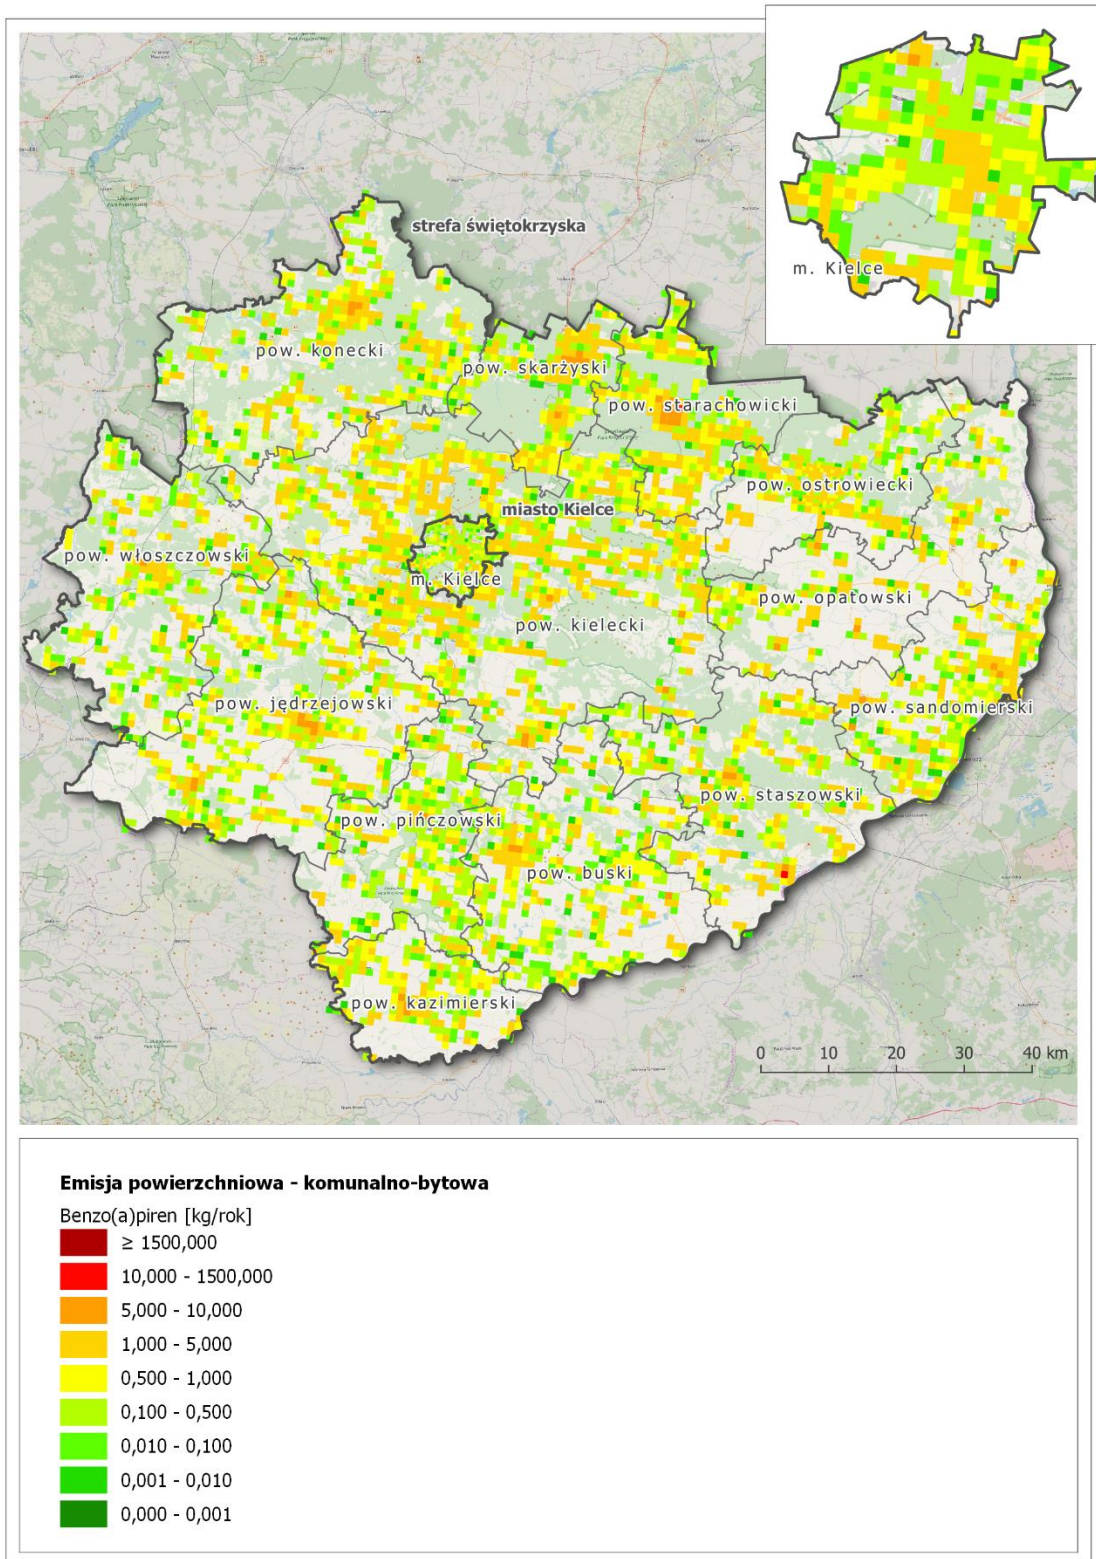 strefa świętokrzyska
m. Kielce
pow. konecki
pow. skarżyski
pow. starachowicki
pow. ostrowiecki
miasto Kielce
pow. włoszczowski
m. Kielce
pow. opatowski
pow. kielecki
pow. jędrzejowski
pow. sandomierski
pow. staszowski
pow. pińczowski
pow. buski
pow. kazimierski
0 10 20 30 40 km
Emisja powierzchniowa - komunalno-bytowa
Benzo(a)piren [kg/rok]
≥ 1500,000
10,000 - 1500,000
5,000 - 10,000
1,000 - 5,000
0,500 - 1,000
0,100 - 0,500
0,010 - 0,100
0,001 - 0,010
0,000 - 0,001